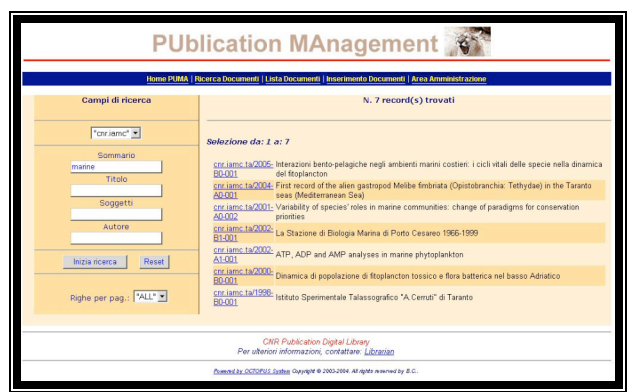 PUblication MAnagement
Home PUMA | Ricerca Documenti | Lista Documenti | Inserimento Documenti | Area Amministrazione
Campi di ricerca
"cnr.iamc"
Sommario
marine
Titolo
Soggetti
Autore
Inizia ricerca Reset
Righe per pag.: "ALL"
N. 7 record(s) trovati
Selezione da: 1 a: 7
cnr.iamc.ta/2005-B0-001 Interazioni bento-pelagiche negli ambienti marini costieri: i cicli vitali delle specie nella dinamica
del fitoplancton
cnr.iamc.ta/2004-A0-001 First record of the alien gastropod Melibe fimbriata (Opistobranchia: Tethydae) in the Taranto
seas (Mediterranean Sea)
cnr.iamc.ta/2001-A0-002 Variability of species' roles in marine communities: change of paradigms for conservation
priorities
cnr.iamc.ta/2002-B1-001 La Stazione di Biologia Marina di Porto Cesareo 1966-1999
cnr.iamc.ta/2002-A1-001 ATP, ADP and AMP analyses in marine phytoplankton
cnr.iamc.ta/2000-B0-001 Dinamica di popolazione di fitoplancton tossico e flora batterica nel basso Adriatico
cnr.iamc.ta/1998-B0-001 Istituto Sperimentale Talassografico "A.Cerruti" di Taranto
CNR Publication Digital Library
Per ulteriori informazioni, contattare: Librarian
Powered by OCTOPUS System Copyright © 2003-2004. All rights reserved by B.C..